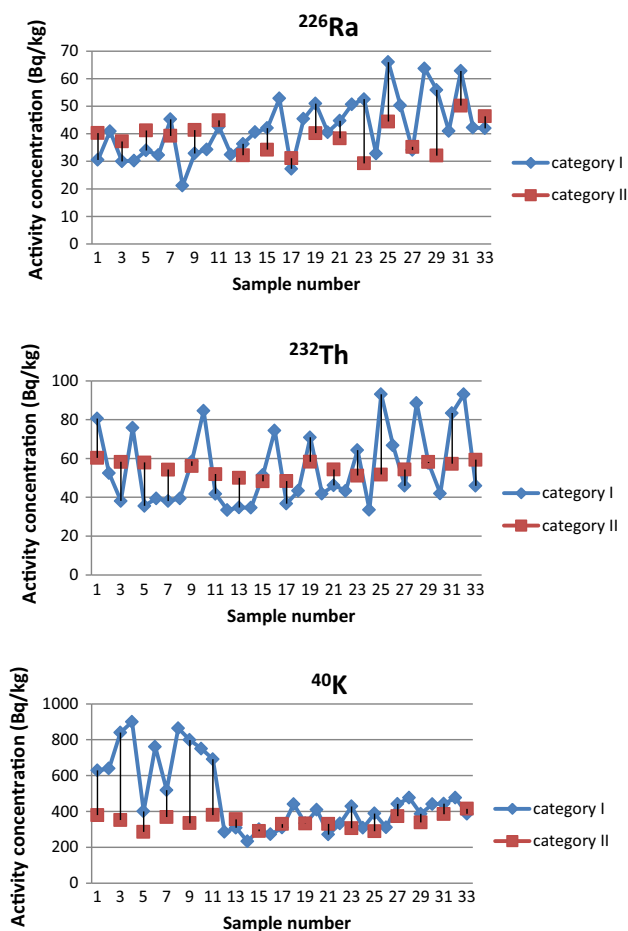 ²²⁶Ra
Activity concentration (Bq/kg)
70
60
50
40
30
20
10
0
1 3 5 7 9 11 13 15 17 19 21 23 25 27 29 31 33
Sample number
category I
category II
²³²Th
Activity concentration (Bq/kg)
100
80
60
40
20
0
1 3 5 7 9 11 13 15 17 19 21 23 25 27 29 31 33
Sample number
category I
category II
⁴⁰K
Activity concentration (Bq/kg)
1000
800
600
400
200
0
1 3 5 7 9 11 13 15 17 19 21 23 25 27 29 31 33
Sample number
category I
category II